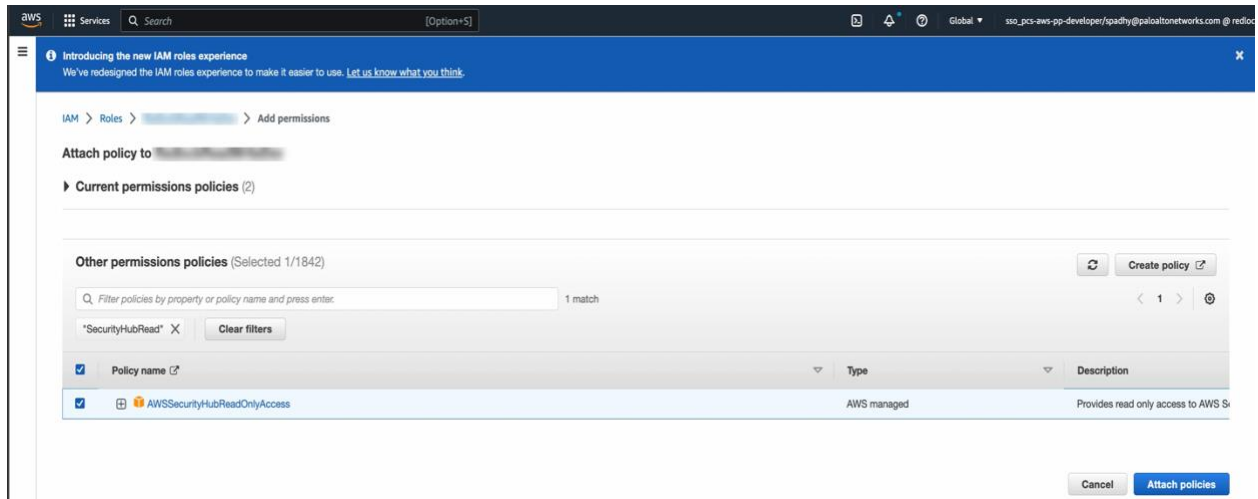 aws Services Search [Option+S] Global sso_pcs-aws-pp-developer/spadhy@paloaltonetworks.com @ redloc
Introducing the new IAM roles experience
We've redesigned the IAM roles experience to make it easier to use. Let us know what you think.
IAM > Roles > > Add permissions
Attach policy to
Current permissions policies (2)
Other permissions policies (Selected 1/1842)
Create policy
Filter policies by property or policy name and press enter.
1 match
1
"SecurityHubRead" Clear filters
Policy name Type Description
AWSSecurityHubReadOnlyAccess AWS managed Provides read only access to AWS Se
Cancel Attach policies